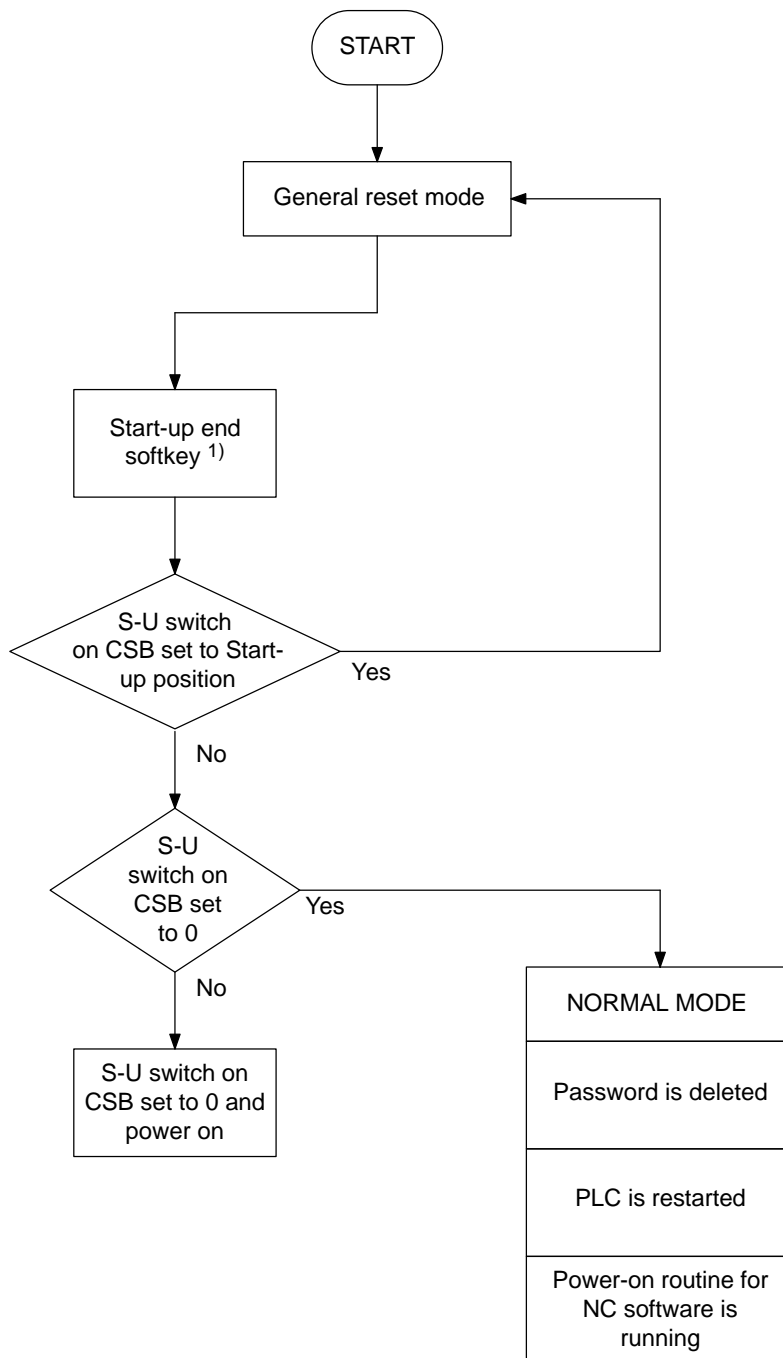 START
General reset mode
Start-up end
softkey 1)
S-U switch
on CSB set to Start-
up position
Yes
No
S-U
switch on
CSB set
to 0
Yes
No
S-U switch on
CSB set to 0 and
power on
NORMAL MODE
Password is deleted
PLC is restarted
Power-on routine for
NC software is
running